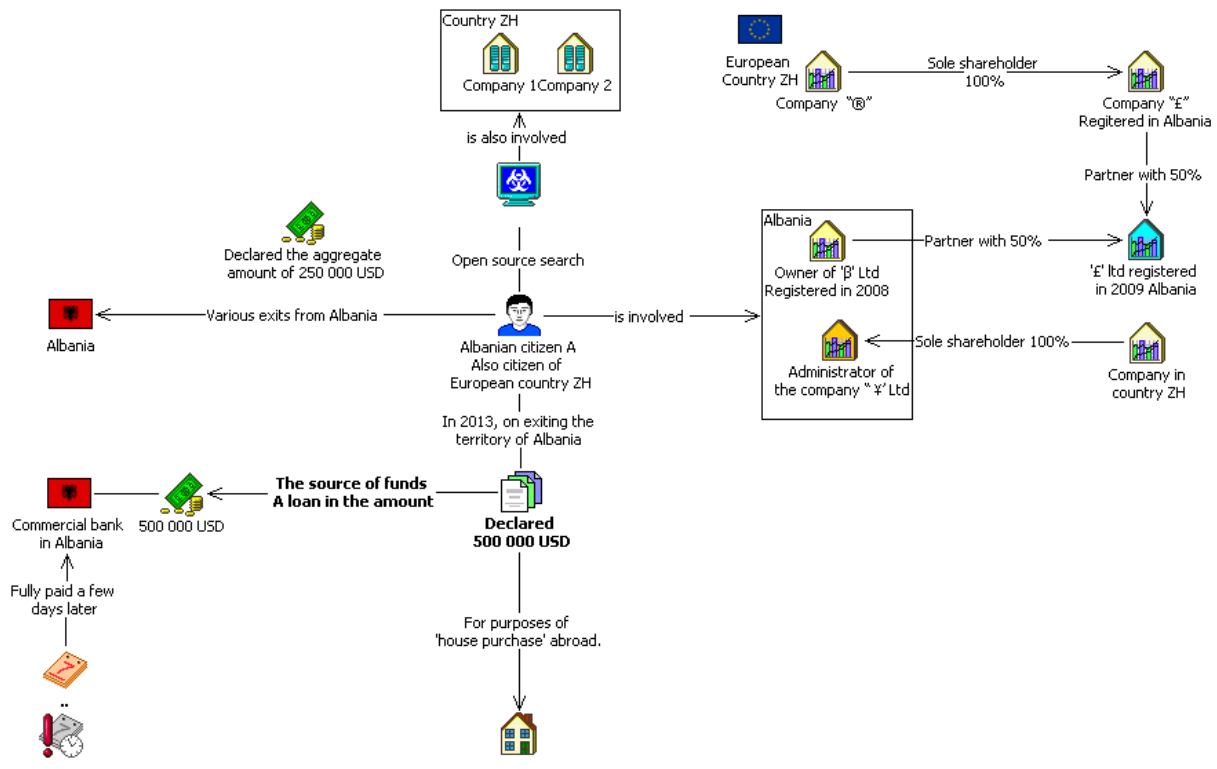 Country ZH
Company 1
Company 2
is also involved
European
Country ZH
Company "®"
Sole shareholder
100%
Company "£"
Regitered in Albania
Partner with 50%
Declared the aggregate
amount of 250 000 USD
Open source search
Albania
Owner of 'β' Ltd
Registered in 2008
Partner with 50%
'£' ltd registered
in 2009 Albania
Albania
Various exits from Albania
Albanian citizen A
Also citizen of
European country ZH
is involved
Administrator of
the company "¥' Ltd
Sole shareholder 100%
Company in
country ZH
In 2013, on exiting the
territory of Albania
Commercial bank
in Albania
500 000 USD
The source of funds
A loan in the amount
Declared
500 000 USD
Fully paid a few
days later
For purposes of
'house purchase' abroad.
7
..
7